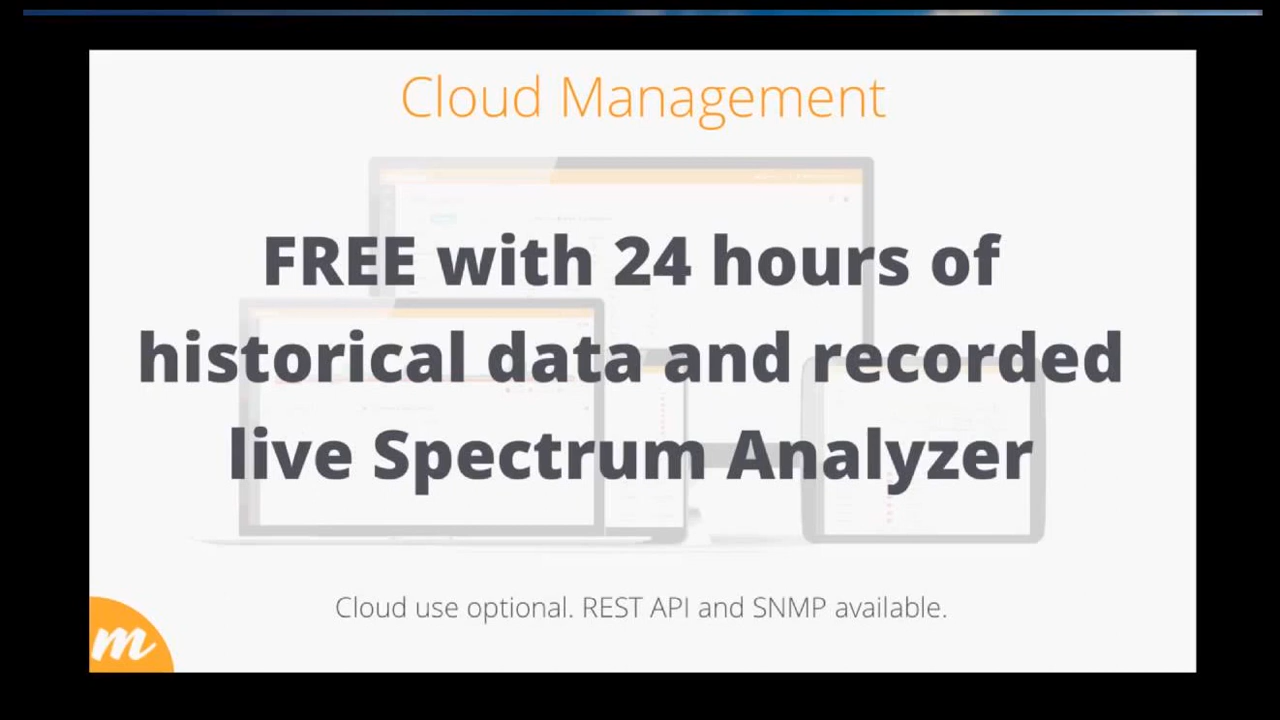 Cloud Management
FREE with 24 hours of
historical data and recorded
live Spectrum Analyzer
Cloud use optional. REST API and SNMP available.
m